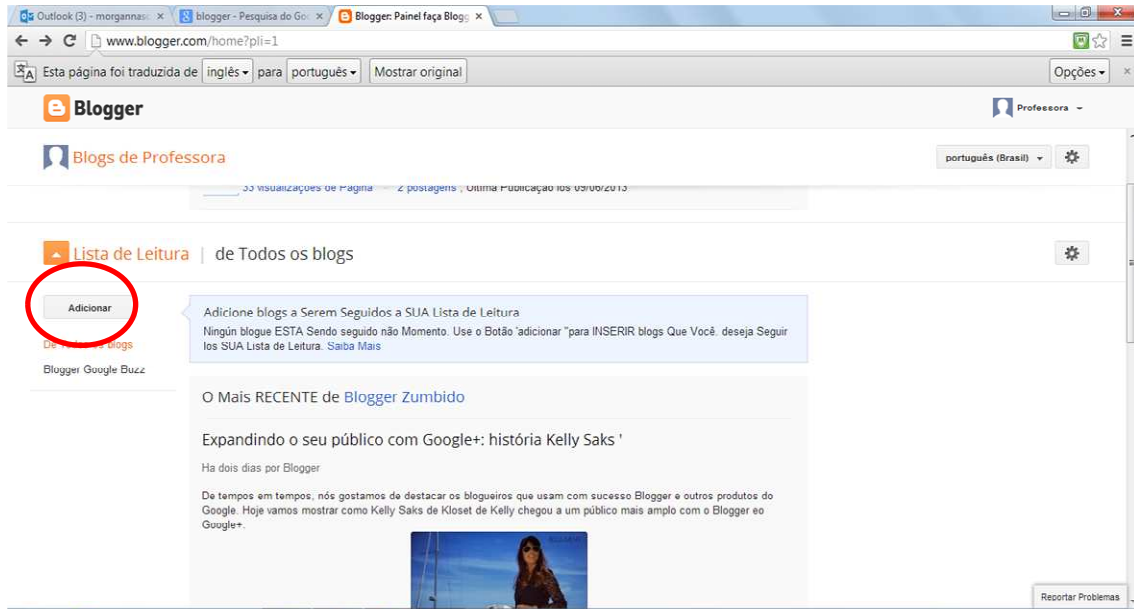 Outlook (3) - morgannasc
blogger - Pesquisa do Goo
Blogger: Painel faça Blogg
www.blogger.com/home?pli=1
Esta página foi traduzida de inglês para português Mostrar original Opções
Blogger Professora
Blogs de Professora português (Brasil)
33 visualizações de Página - 2 postagens , Última Publicação los 09/06/2013
Lista de Leitura | de Todos os blogs
Adicionar
Adicione blogs a Serem Seguidos a SUA Lista de Leitura
Ningún blogue ESTA Sendo seguido não Momento. Use o Botão 'adicionar "para INSERIR blogs Que Você. deseja Seguir
los SUA Lista de Leitura. Saiba Mais
De Todos os blogs
Blogger Google Buzz
O Mais RECENTE de Blogger Zumbido
Expandindo o seu público com Google+: história Kelly Saks '
Ha dois dias por Blogger
De tempos em tempos, nós gostamos de destacar os blogueiros que usam com sucesso Blogger e outros produtos do
Google. Hoje vamos mostrar como Kelly Saks de Kloset de Kelly chegou a um público mais amplo com o Blogger eo
Google+.
Reportar Problemas